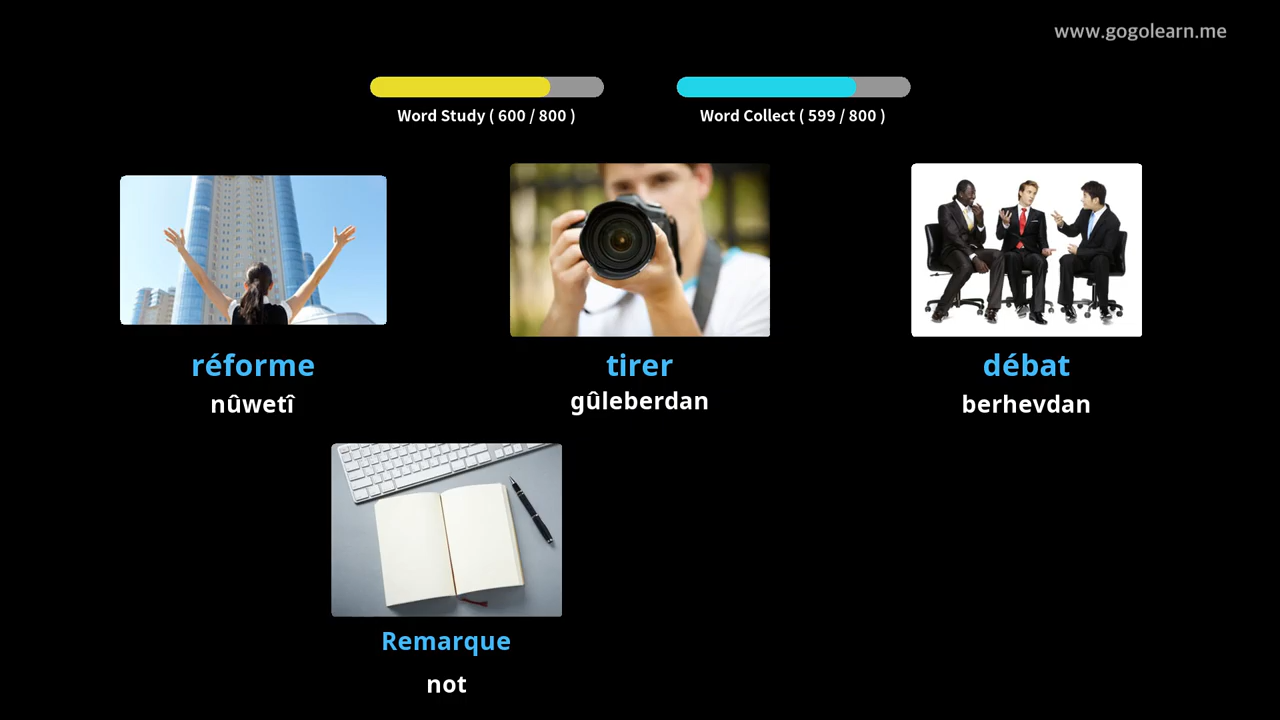 www.gogolearn.me
Word Study ( 600 / 800 )
Word Collect ( 599 / 800 )
réforme
nûwetî
tirer
gûleberdan
débat
berhevdan
Remarque
not